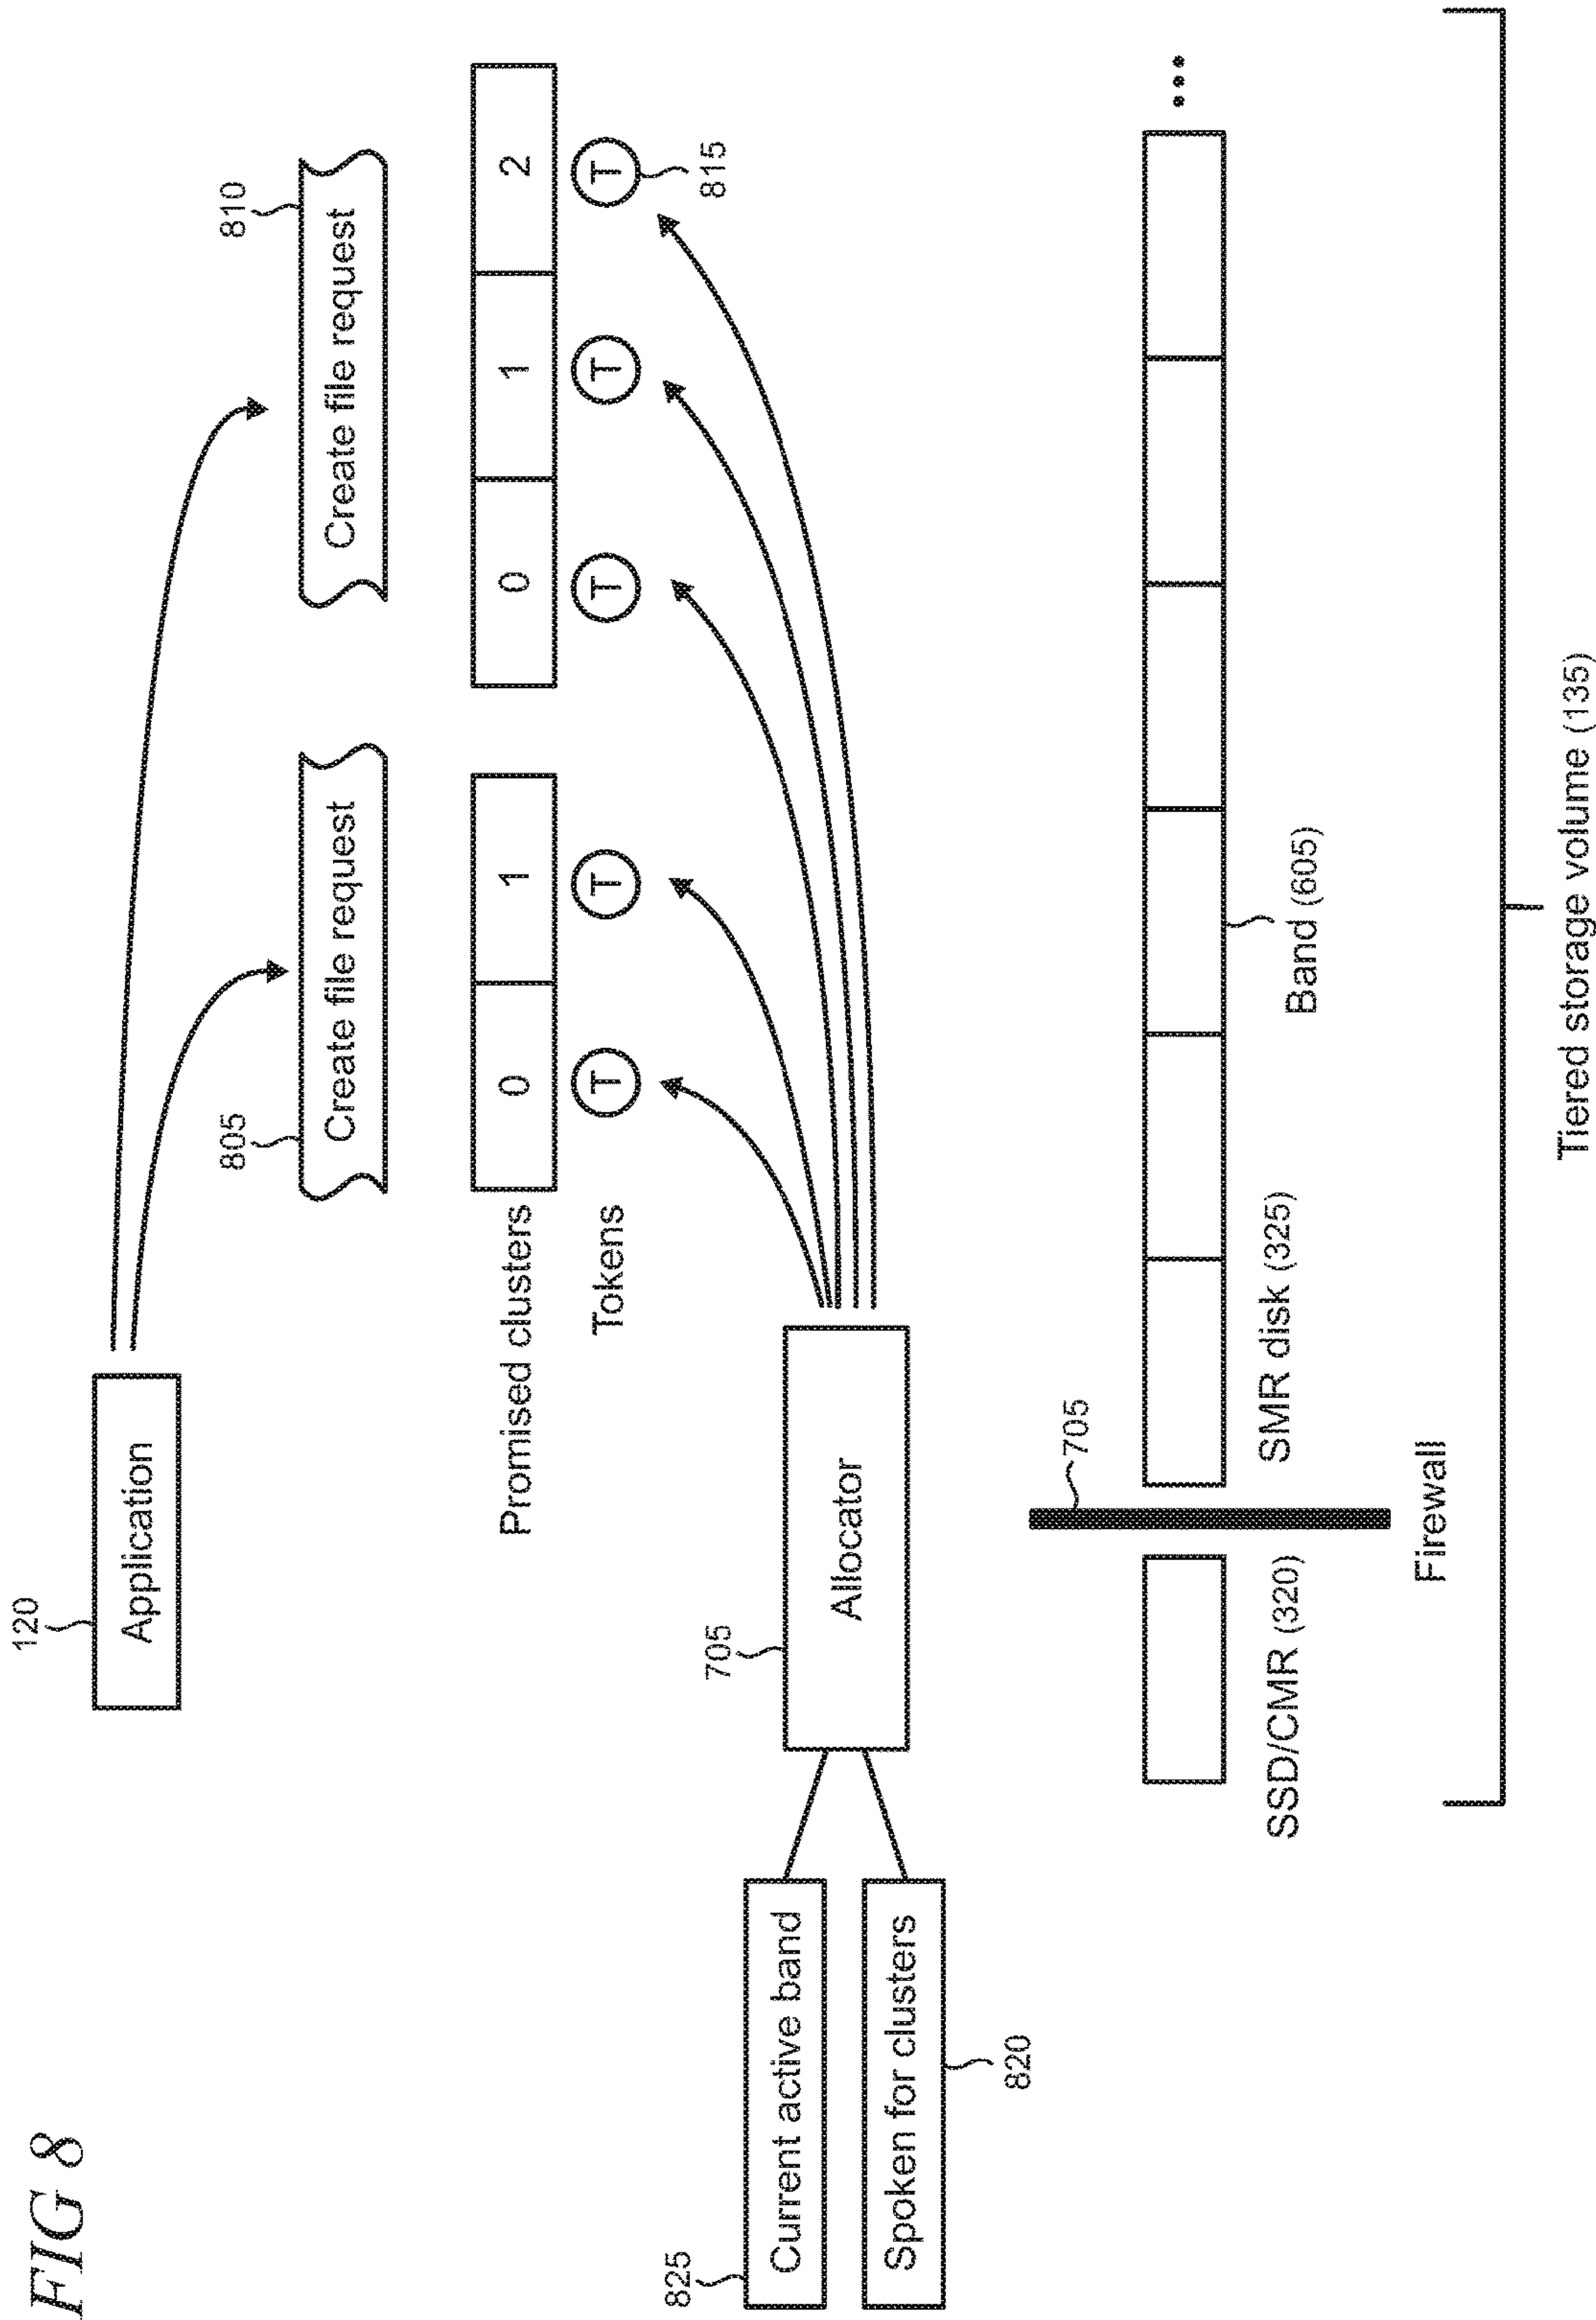 FIG 8
120
Application
805
Create file request
810
Create file request
Promised clusters
0
1
0
1
2
Tokens
T
T
T
T
T
815
825
Current active band
Spoken for clusters
820
705
Allocator
705
SSD/CMR (320)
SMR disk (325)
Band (605)
...
Firewall
Tiered storage volume (135)